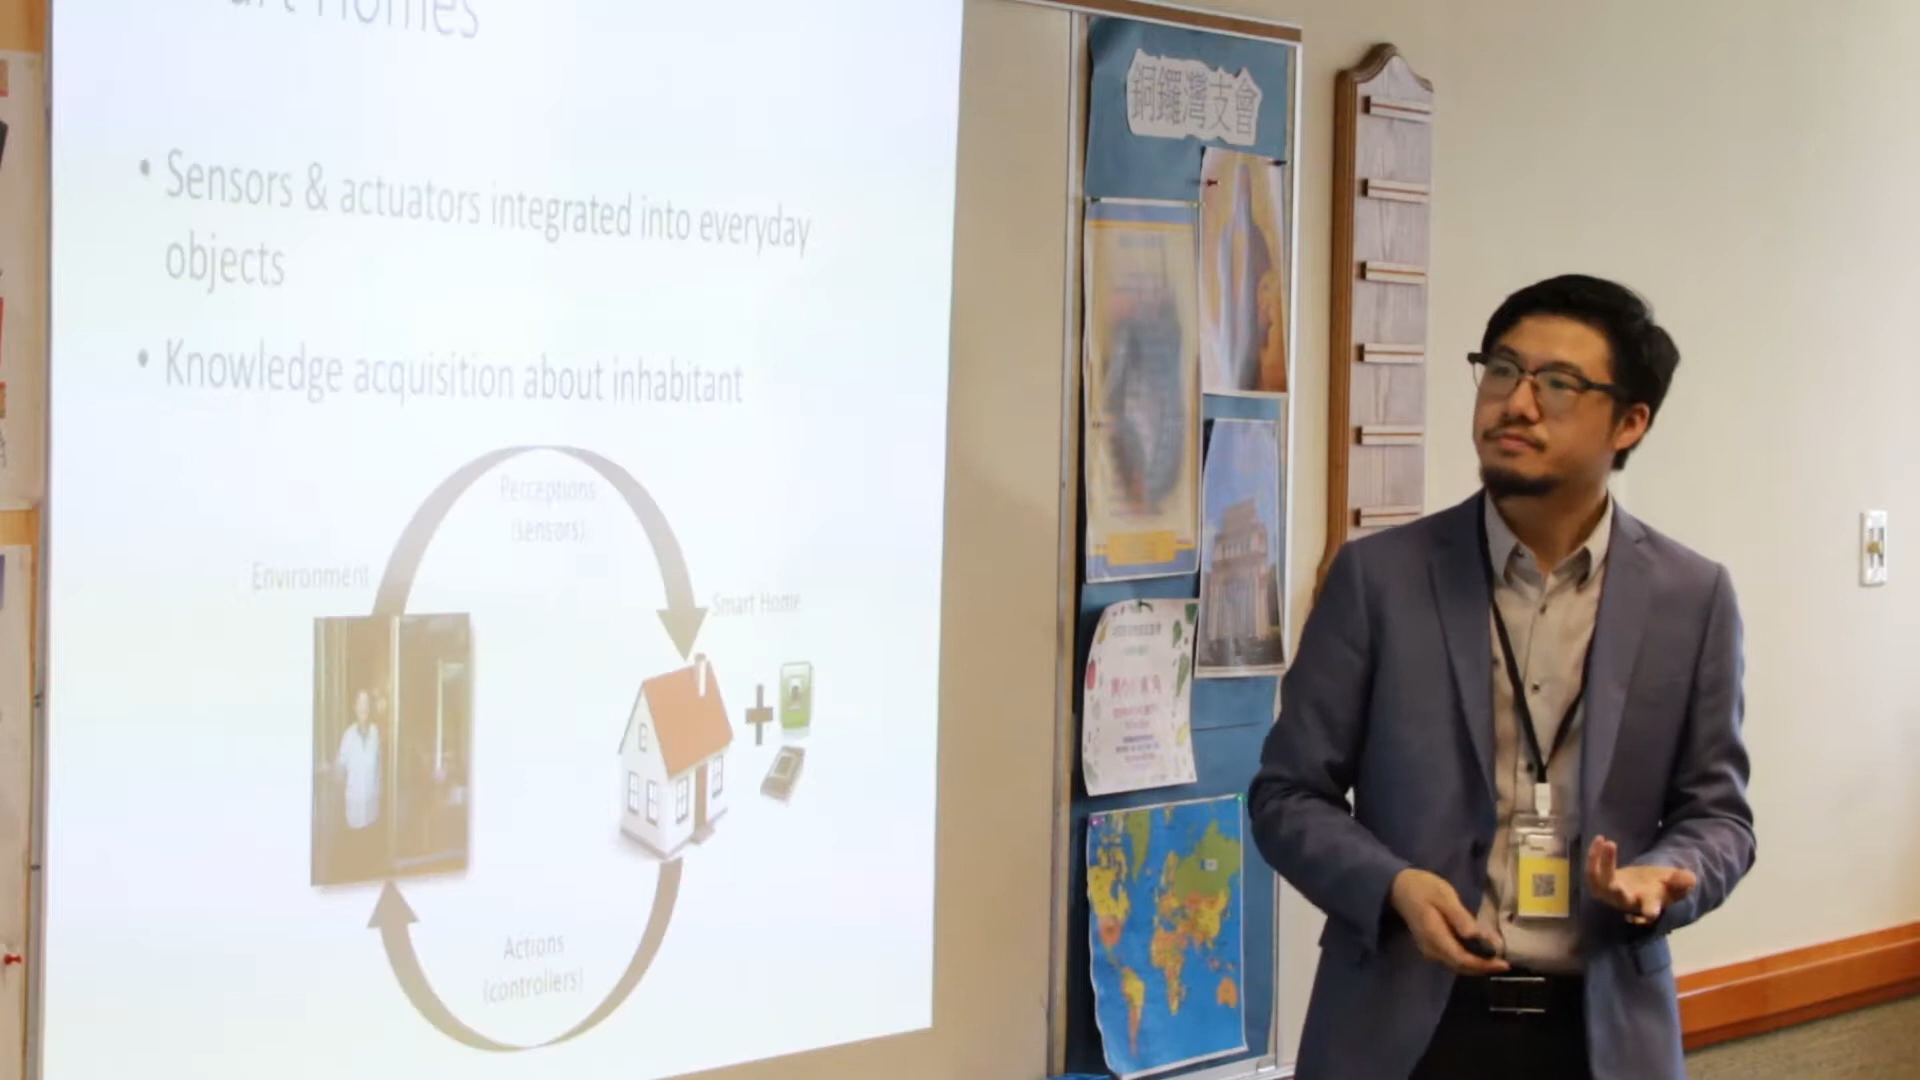 Homes
• Sensors & actuators integrated into everyday
objects
• Knowledge acquisition about inhabitant
Perceptions
(sensors)
Environment
Smart Home
Actions
(controllers)
銅鑼灣支會